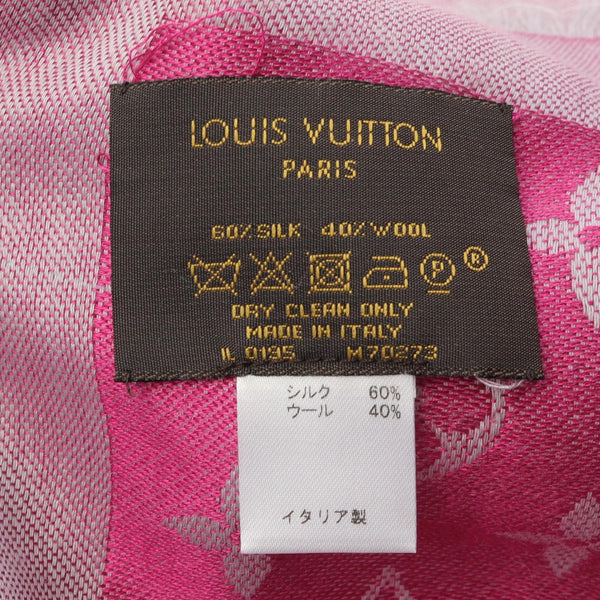 LOUIS VUITTON
PARIS
60% SILK 40% WOOL
P ®
DRY CLEAN ONLY
MADE IN ITALY
IL 0195 M70273
シルク 60%
ウール 40%
イタリア製